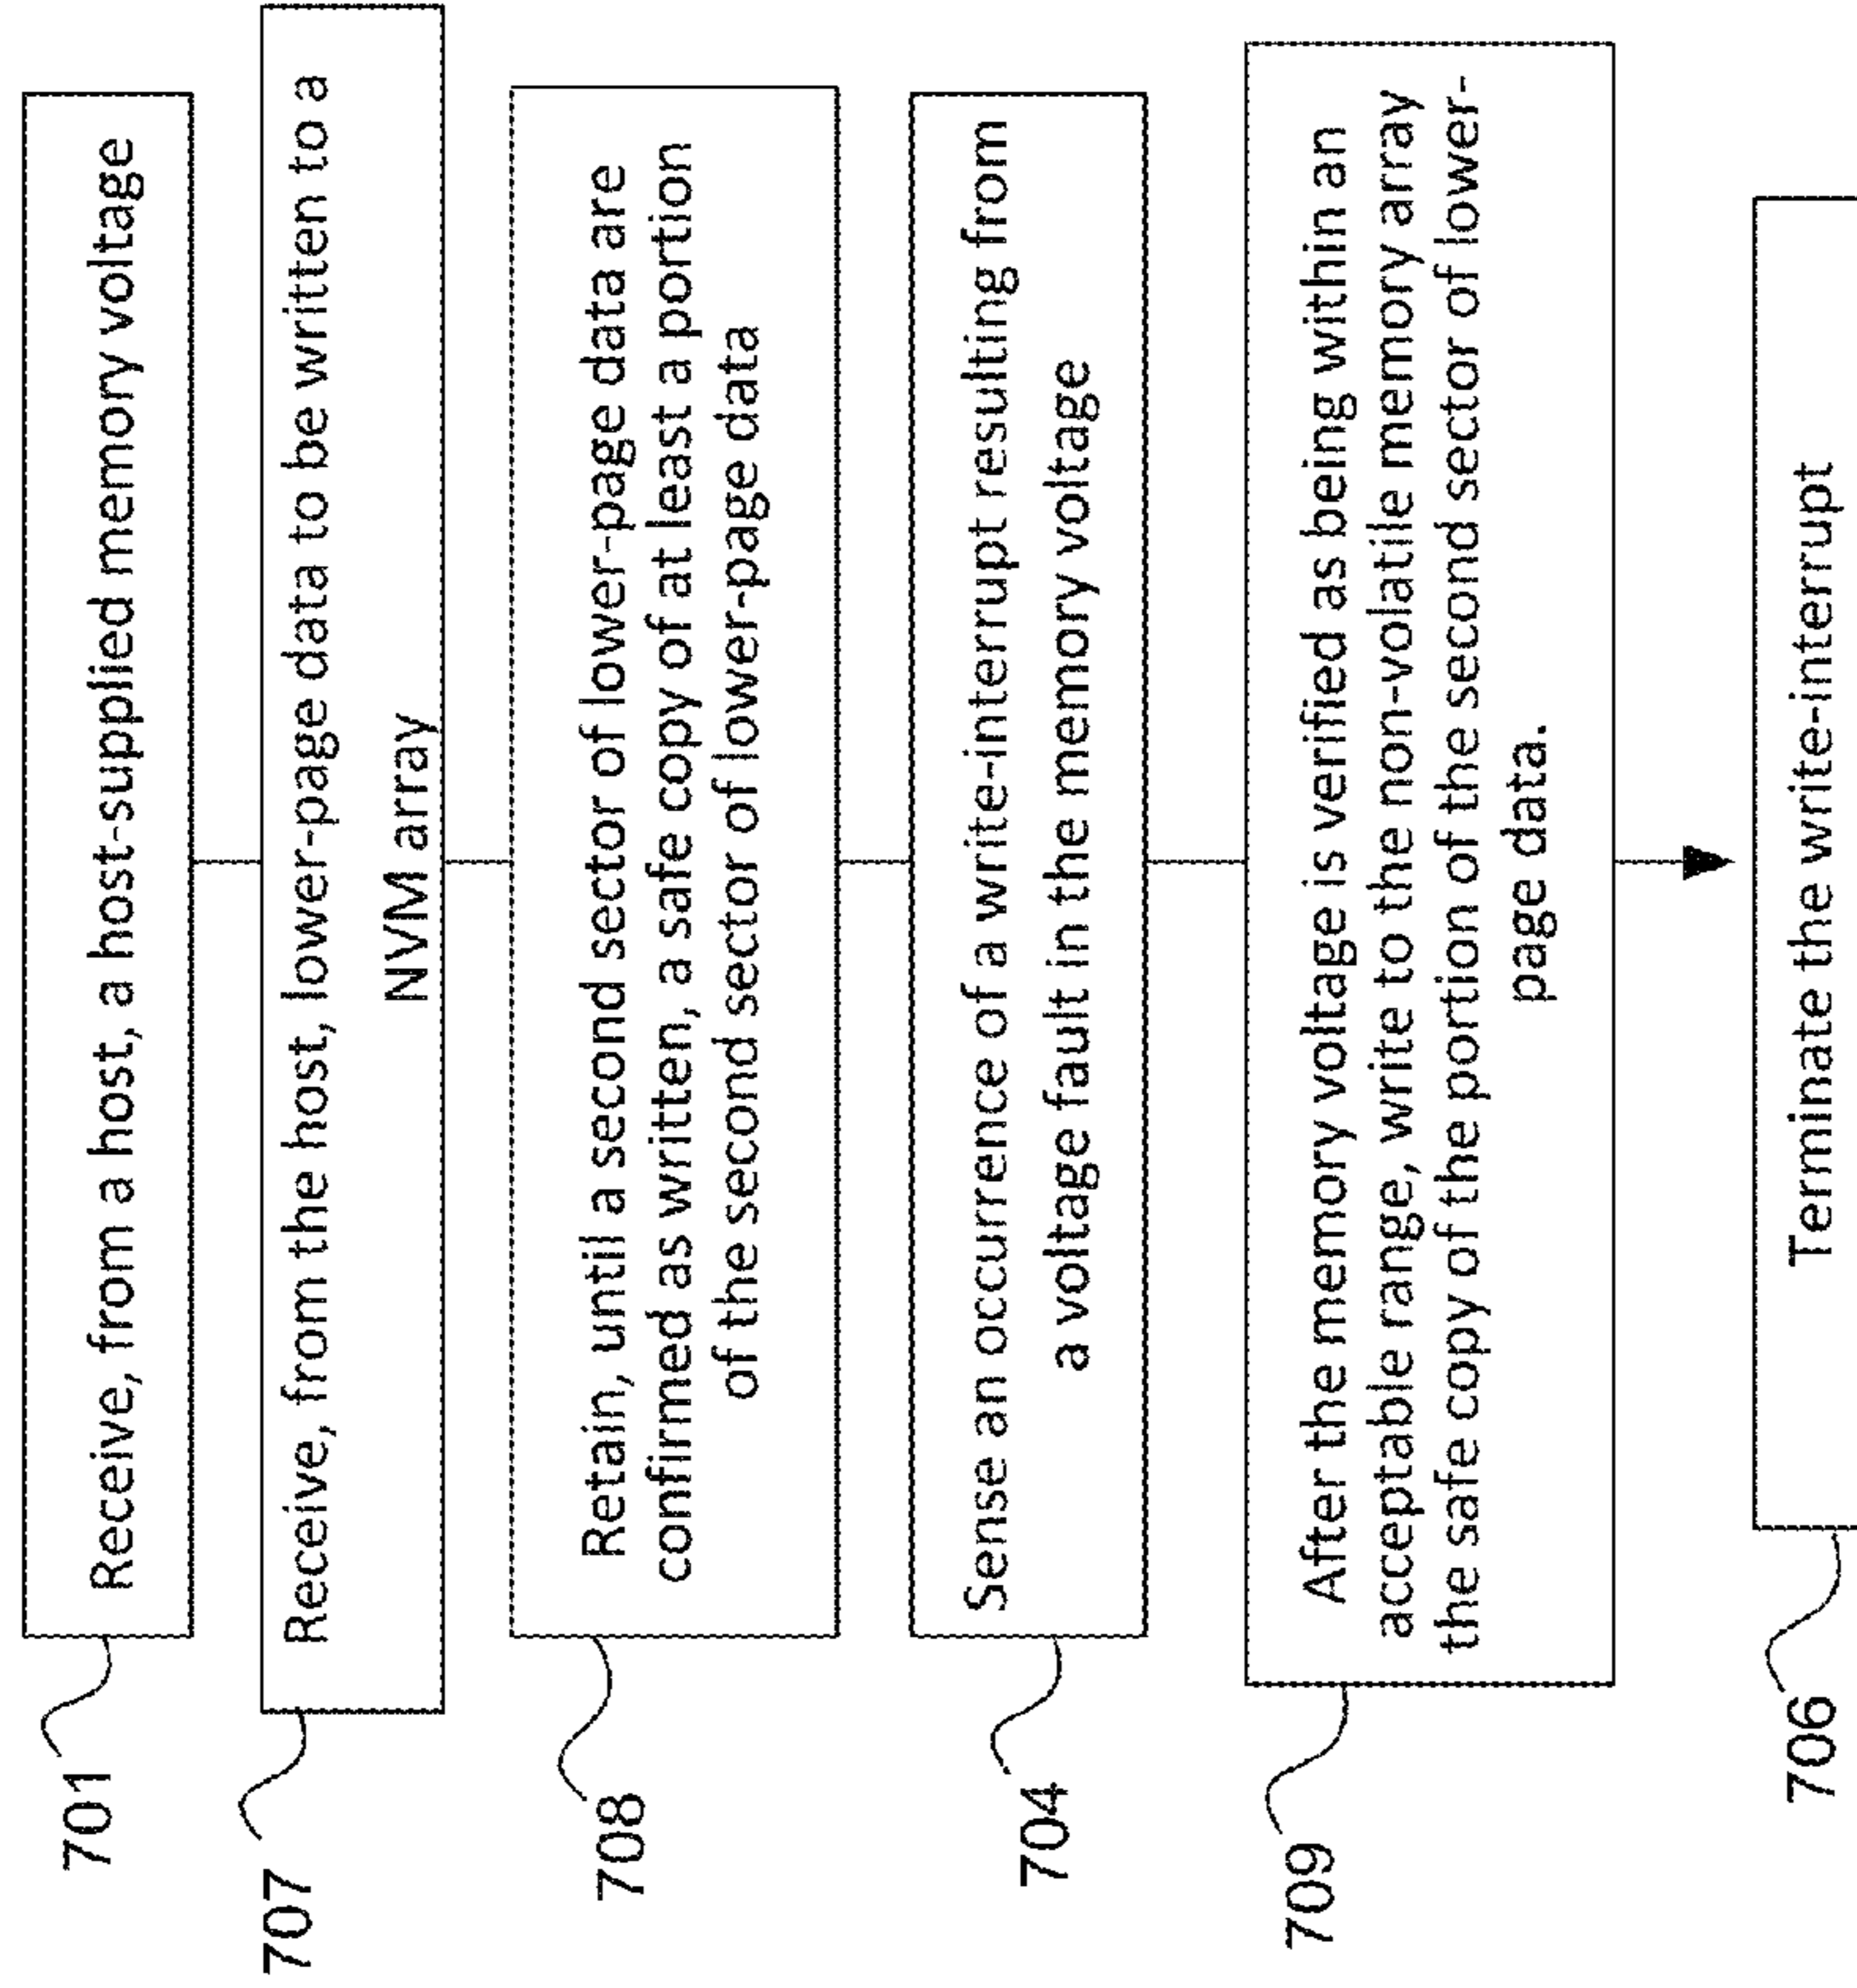 701
Receive, from a host, a host-supplied memory voltage
707
Receive, from the host, lower-page data to be written to a
NVM array
708
Retain, until a second sector of lower-page data are
confirmed as written, a safe copy of at least a portion
of the second sector of lower-page data
704
Sense an occurrence of a write-interrupt resulting from
a voltage fault in the memory voltage
709
After the memory voltage is verified as being within an
acceptable range, write to the non-volatile memory array
the safe copy of the portion of the second sector of lower-
page data.
706
Terminate the write-interrupt